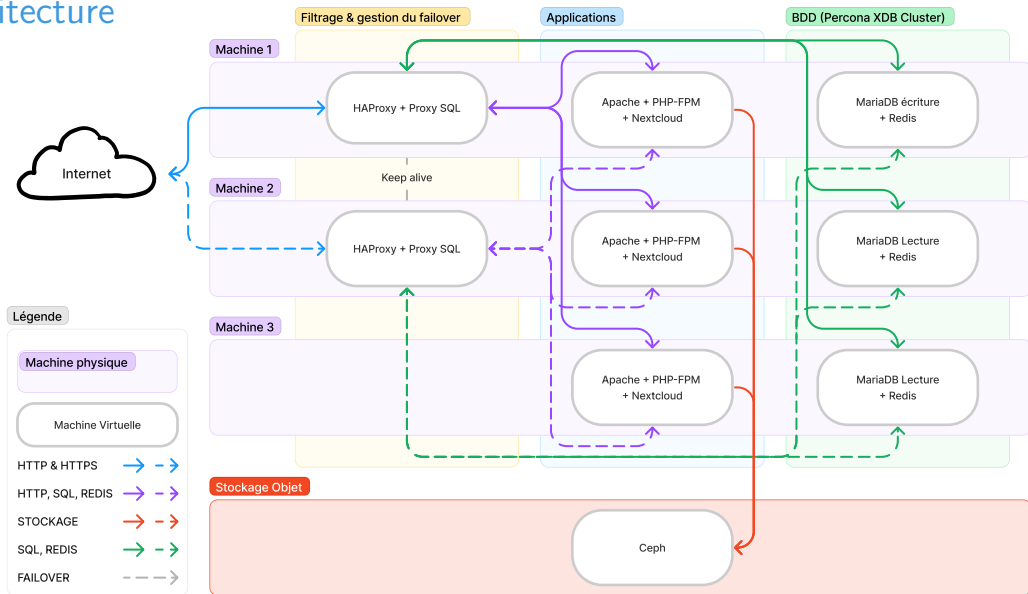 itecture
Filtrage & gestion du failover
Applications
BDD (Percona XDB Cluster)
Machine 1
HAProxy + Proxy SQL
Apache + PHP-FPM
+ Nextcloud
MariaDB écriture
+ Redis
Internet
Keep alive
Machine 2
HAProxy + Proxy SQL
Apache + PHP-FPM
+ Nextcloud
MariaDB Lecture
+ Redis
Machine 3
Apache + PHP-FPM
+ Nextcloud
MariaDB Lecture
+ Redis
Légende
Machine physique
Machine Virtuelle
HTTP & HTTPS
HTTP, SQL, REDIS
STOCKAGE
SQL, REDIS
FAILOVER
Stockage Objet
Ceph